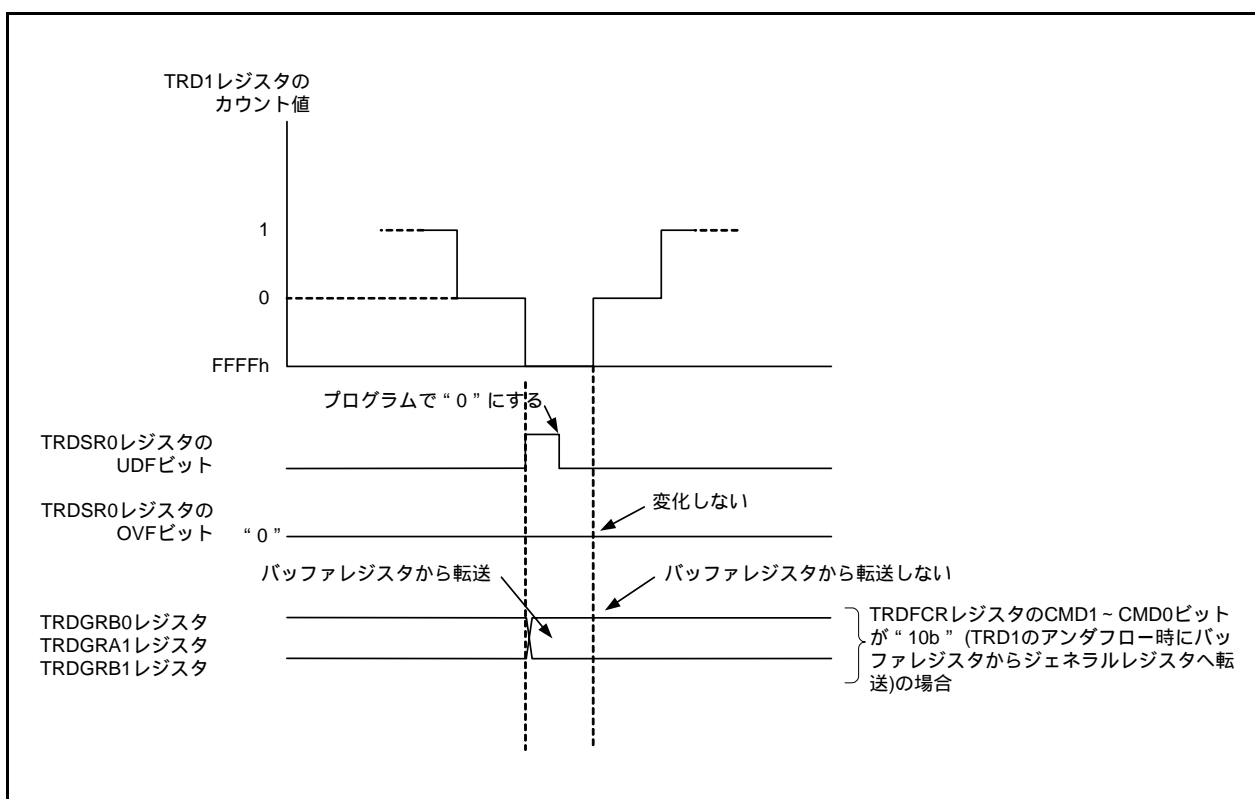 TRD1レジスタの
カウント値
1
0
FFFFh
プログラムで“0”にする
TRDSR0レジスタの
UDFビット
TRDSR0レジスタの
OVFビット “0”
変化しない
バッファレジスタから転送
バッファレジスタから転送しない
TRDGRB0レジスタ
TRDGRA1レジスタ
TRDGRB1レジスタ
TRDFCRレジスタのCMD1~CMD0ビット
が“10b”(TRD1のアンダフロー時にバッ
ファレジスタからジェネラルレジスタへ転
送)の場合